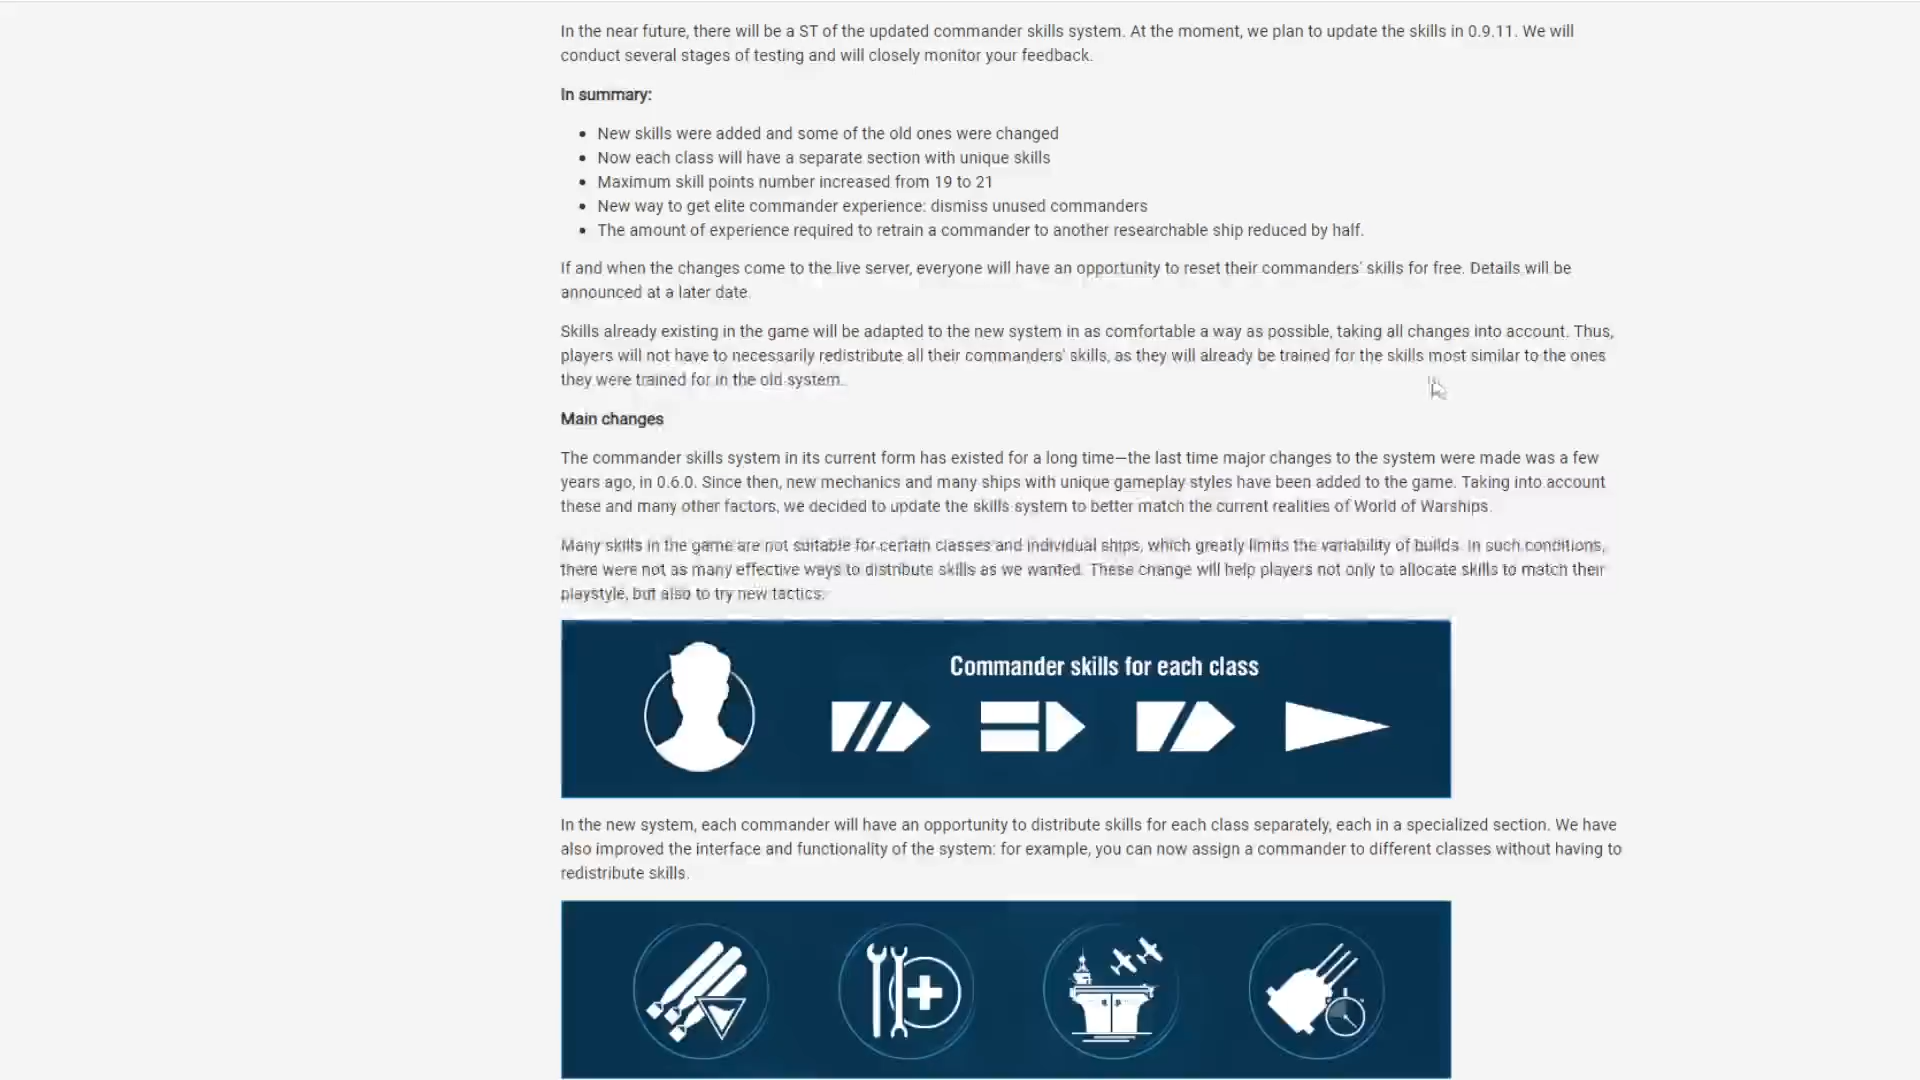 In the near future, there will be a ST of the updated commander skills system. At the moment, we plan to update the skills in 0.9.11. We will
conduct several stages of testing and will closely monitor your feedback.
In summary:
• New skills were added and some of the old ones were changed
• Now each class will have a separate section with unique skills
• Maximum skill points number increased from 19 to 21
• New way to get elite commander experience: dismiss unused commanders
• The amount of experience required to retrain a commander to another researchable ship reduced by half.
If and when the changes come to the live server, everyone will have an opportunity to reset their commanders' skills for free. Details will be
announced at a later date.
Skills already existing in the game will be adapted to the new system in as comfortable a way as possible, taking all changes into account. Thus,
players will not have to necessarily redistribute all their commanders' skills, as they will already be trained for the skills most similar to the ones
they were trained for in the old system.
Main changes
The commander skills system in its current form has existed for a long time—the last time major changes to the system were made was a few
years ago, in 0.6.0. Since then, new mechanics and many ships with unique gameplay styles have been added to the game. Taking into account
these and many other factors, we decided to update the skills system to better match the current realities of World of Warships.
Many skills in the game are not suitable for certain classes and individual ships, which greatly limits the variability of builds. In such conditions,
there were not as many effective ways to distribute skills as we wanted. These change will help players not only to allocate skills to match their
playstyle, but also to try new tactics.
Commander skills for each class
In the new system, each commander will have an opportunity to distribute skills for each class separately, each in a specialized section. We have
also improved the interface and functionality of the system: for example, you can now assign a commander to different classes without having to
redistribute skills.